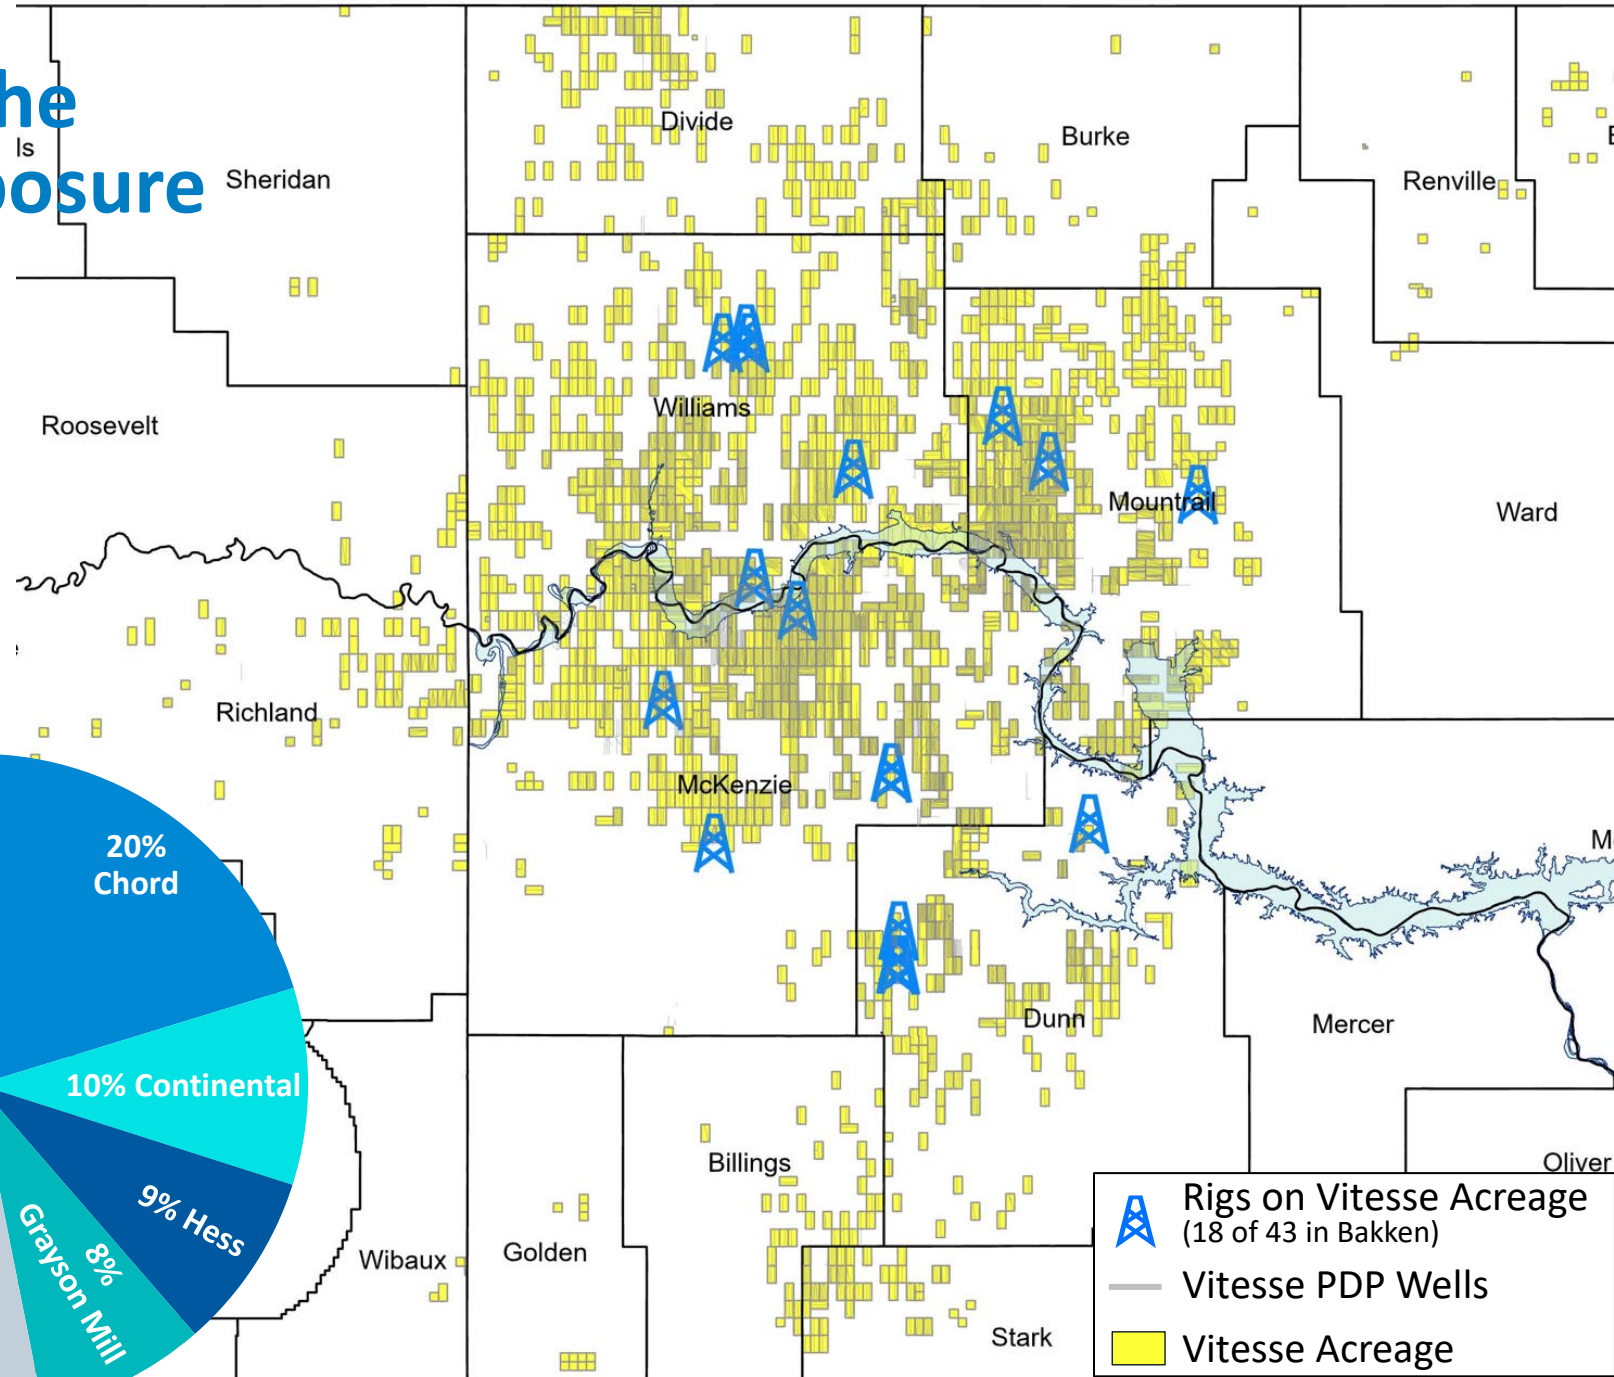 he
posure
ls
Sheridan
Divide
Burke
Renville
Roosevelt
Williams
Mountrail
Ward
Richland
McKenzie
20%
Chord
10% Continental
9% Hess
8%
Grayson Mill
Dunn
Mercer
Billings
Oliver
Wibaux
Golden
Stark
Rigs on Vitesse Acreage
(18 of 43 in Bakken)
Vitesse PDP Wells
Vitesse Acreage